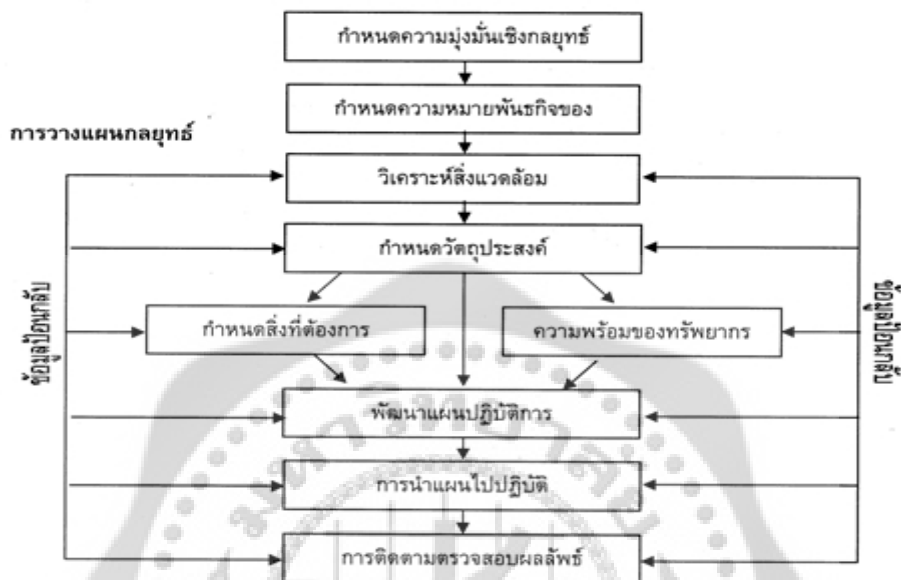 กำหนดความมุ่งมั่นเชิงกลยุทธ์
กำหนดความหมายพันธกิจของ
การวางแผนกลยุทธ์
วิเคราะห์สิ่งแวดล้อม
กำหนดวัตถุประสงค์
ข้อมูลป้อนกลับ
กำหนดสิ่งที่ต้องการ
ความพร้อมของทรัพยากร
ข้อมูลป้อนกลับ
พัฒนาแผนปฏิบัติการ
การนำแผนไปปฏิบัติ
การติดตามตรวจสอบผลลัพธ์